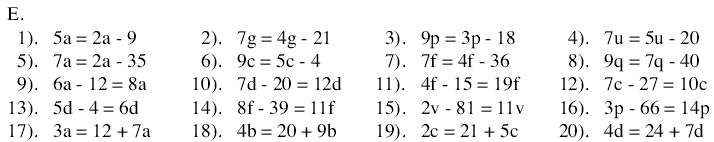 E.
1). 5a = 2a - 9 2). 7g = 4g - 21 3). 9p = 3p - 18 4). 7u = 5u - 20
5). 7a = 2a - 35 6). 9c = 5c - 4 7). 7f = 4f - 36 8). 9q = 7q - 40
9). 6a - 12 = 8a 10). 7d - 20 = 12d 11). 4f - 15 = 19f 12). 7c - 27 = 10c
13). 5d - 4 = 6d 14). 8f - 39 = 11f 15). 2v - 81 = 11v 16). 3p - 66 = 14p
17). 3a = 12 + 7a 18). 4b = 20 + 9b 19). 2c = 21 + 5c 20). 4d = 24 + 7d